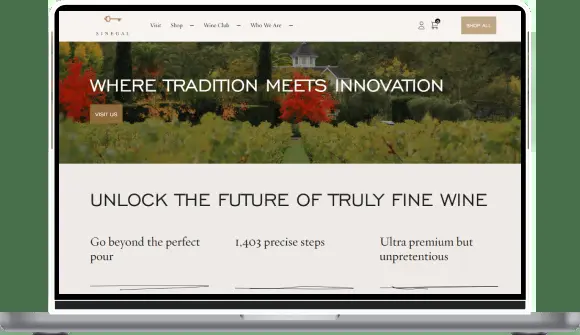 SINEGAL
Visit Shop Wine Club Who We Are
SHOP ALL
WHERE TRADITION MEETS INNOVATION
VISIT US
UNLOCK THE FUTURE OF TRULY FINE WINE
Go beyond the perfect
pour
1,403 precise steps
Ultra premium but
unpretentious